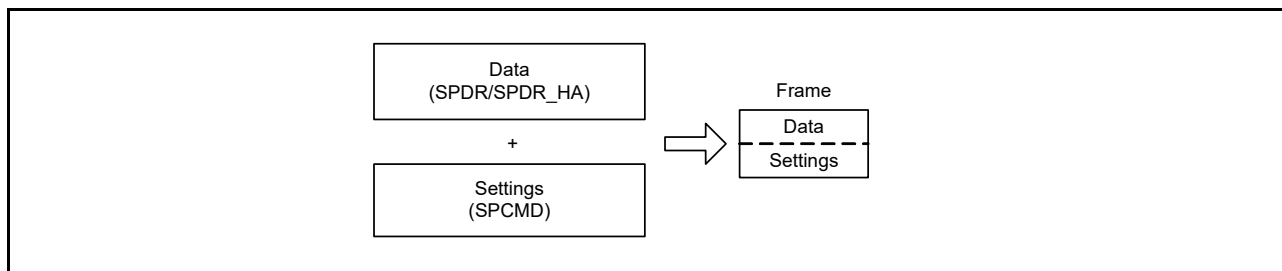 Data
(SPDR/SPDR_HA)
+
Settings
(SPCMD)
Frame
Data
Settings